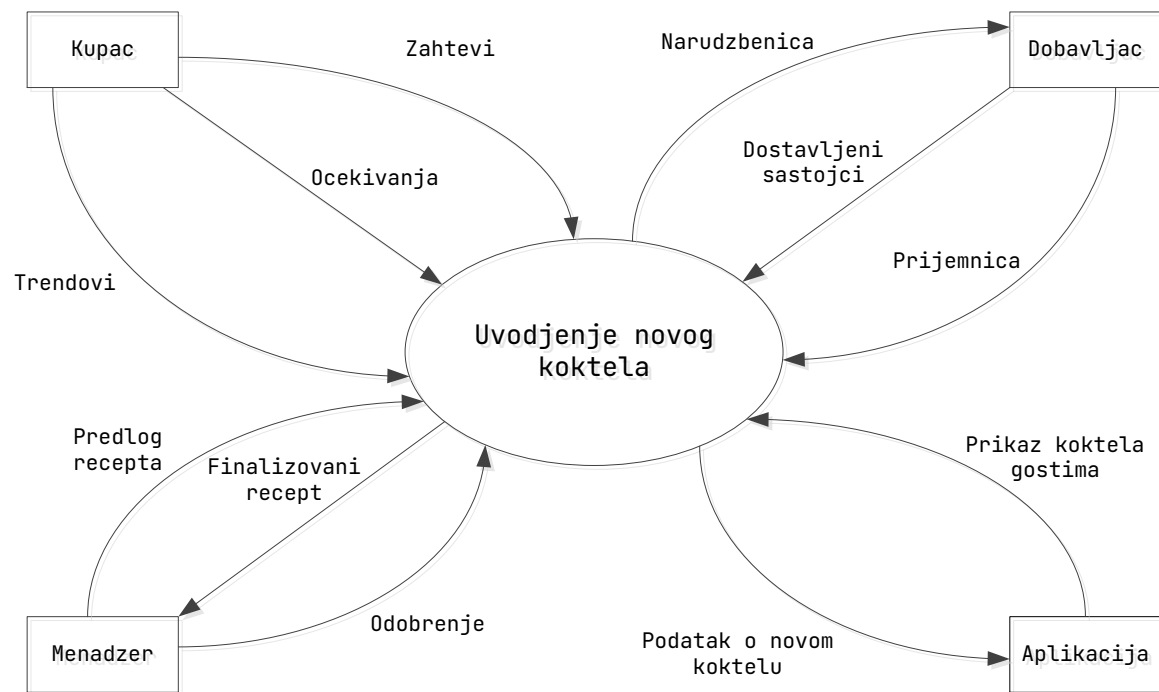 Kupac
Zahtevi
Narudzbenica
Dobavljac
Ocekivanja
Dostavljeni
sastojci
Trendovi
Prijemnica
Uvodjenje novog
koktela
Predlog
recepta
Finalizovani
recept
Prikaz koktela
gostima
Odobrenje
Menadzer
Podatak o novom
koktelu
Aplikacija